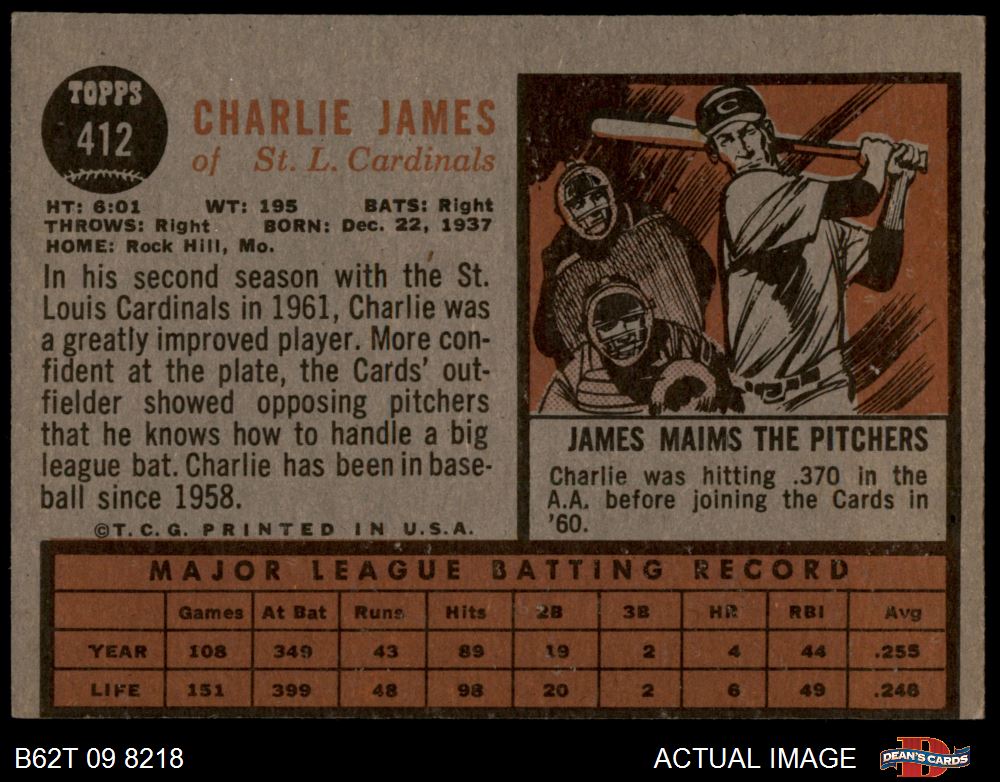 TOPPS
412
CHARLIE JAMES
of St. L. Cardinals
HT: 6:01 WT: 195 BATS: Right
THROWS: Right BORN: Dec. 22, 1937
HOME: Rock Hill, Mo.
In his second season with the St.
Louis Cardinals in 1961, Charlie was
a greatly improved player. More con-
fident at the plate, the Cards' out-
fielder showed opposing pitchers
that he knows how to handle a big
league bat. Charlie has been in base-
ball since 1958.
©T.C.G. PRINTED IN U.S.A.
C
JAMES MAIMS THE PITCHERS
Charlie was hitting .370 in the
A.A. before joining the Cards in
'60.
MAJOR LEAGUE BATTING RECORD
Games At Bat Runs Hits 2B 3B HR RBI Avg
YEAR 108 349 43 89 19 2 4 44 .255
LIFE 151 399 48 98 20 2 6 49 .246
B62T 09 8218
ACTUAL IMAGE
DEAN'S CARDS